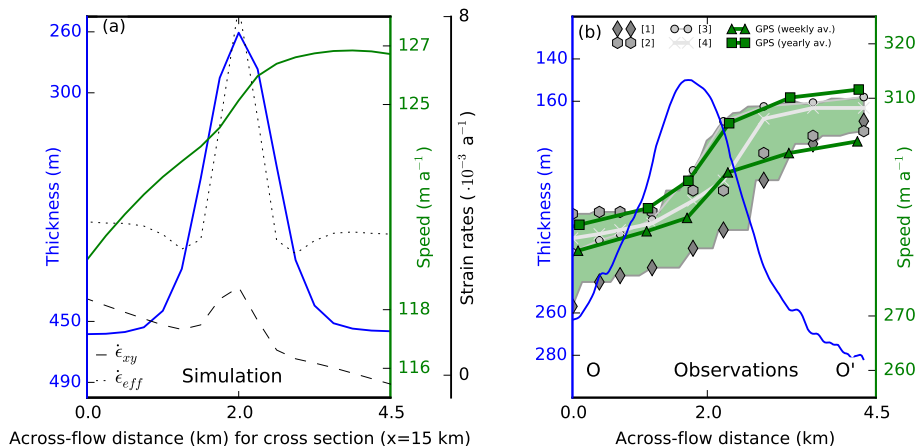 (a)
260
300
450
490
Thickness (m)
127
125
118
116
Speed (m a⁻¹)
8
0
Strain rates (·10⁻³ a⁻¹)
ε̇xy
ε̇eff
Simulation
0.0 2.0 4.5
Across-flow distance (km) for cross section (x=15 km)
(b)
[1] [3] GPS (weekly av.)
[2] [4] GPS (yearly av.)
140
160
260
280
Thickness (m)
320
310
270
260
Speed (m a⁻¹)
O Observations O'
0.0 2.0 4.5
Across-flow distance (km)